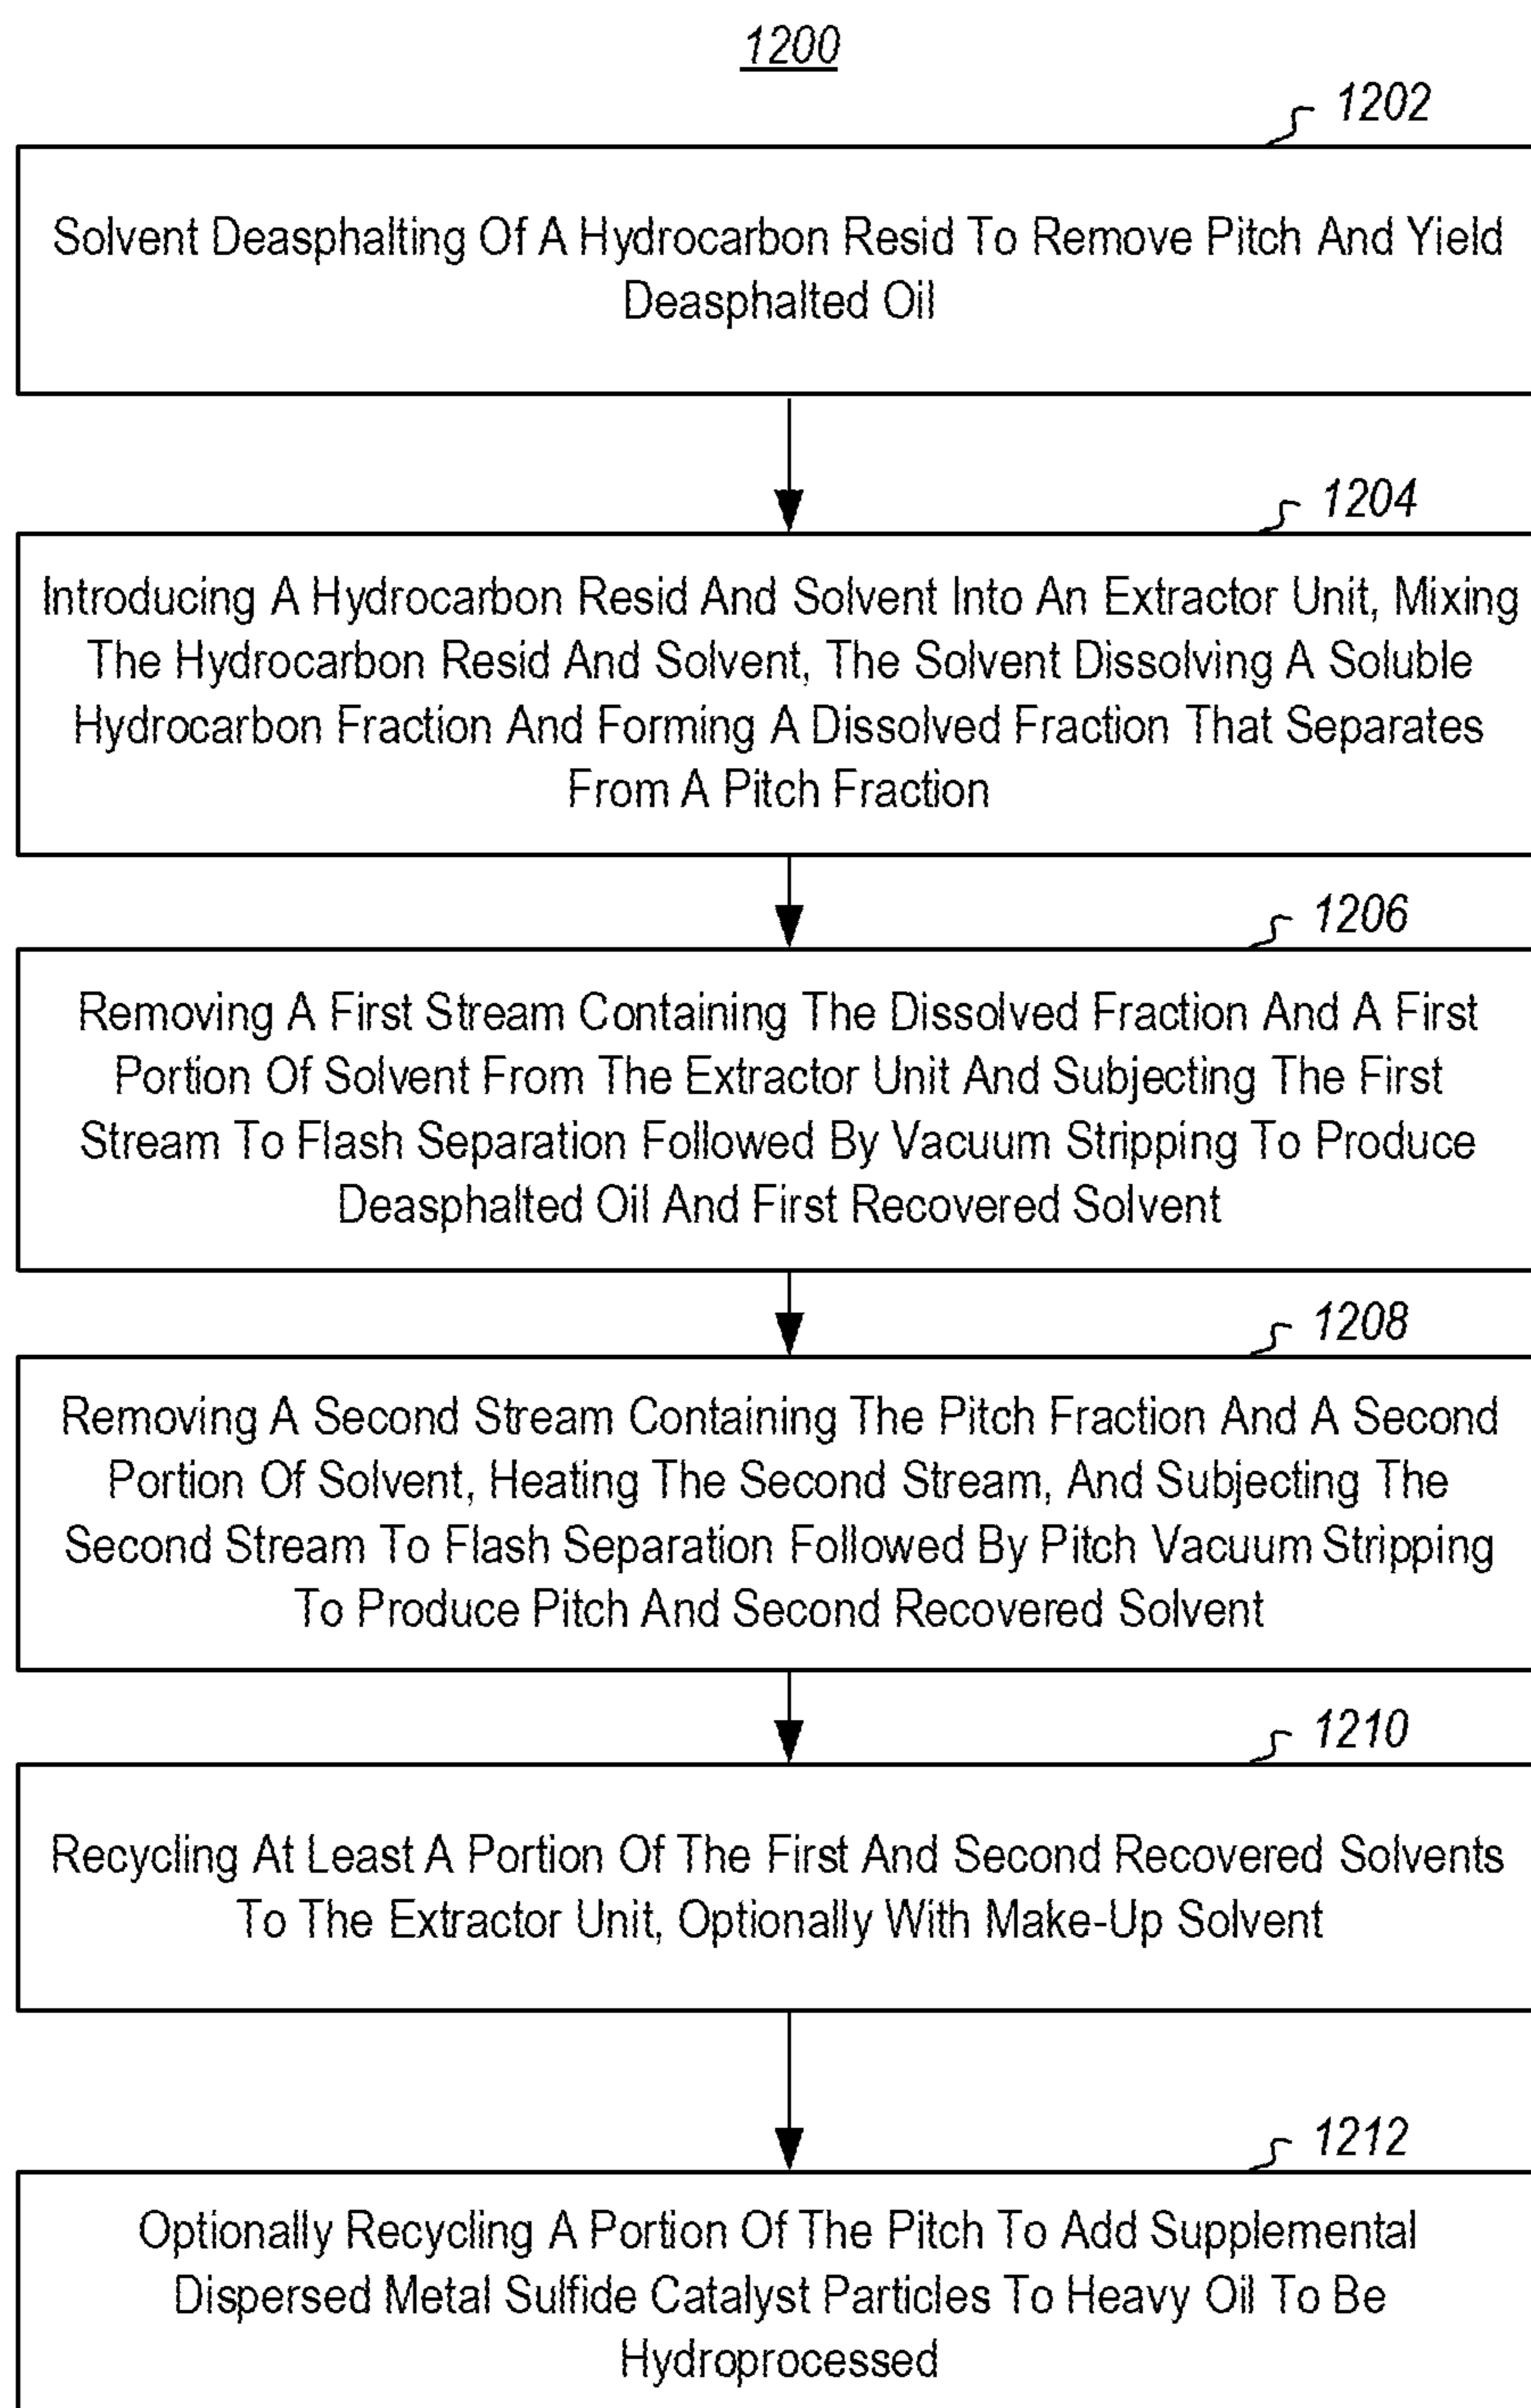 1200
1202
Solvent Deasphalting Of A Hydrocarbon Resid To Remove Pitch And Yield
Deasphalted Oil
1204
Introducing A Hydrocarbon Resid And Solvent Into An Extractor Unit, Mixing
The Hydrocarbon Resid And Solvent, The Solvent Dissolving A Soluble
Hydrocarbon Fraction And Forming A Dissolved Fraction That Separates
From A Pitch Fraction
1206
Removing A First Stream Containing The Dissolved Fraction And A First
Portion Of Solvent From The Extractor Unit And Subjecting The First
Stream To Flash Separation Followed By Vacuum Stripping To Produce
Deasphalted Oil And First Recovered Solvent
1208
Removing A Second Stream Containing The Pitch Fraction And A Second
Portion Of Solvent, Heating The Second Stream, And Subjecting The
Second Stream To Flash Separation Followed By Pitch Vacuum Stripping
To Produce Pitch And Second Recovered Solvent
1210
Recycling At Least A Portion Of The First And Second Recovered Solvents
To The Extractor Unit, Optionally With Make-Up Solvent
1212
Optionally Recycling A Portion Of The Pitch To Add Supplemental
Dispersed Metal Sulfide Catalyst Particles To Heavy Oil To Be
Hydroprocessed